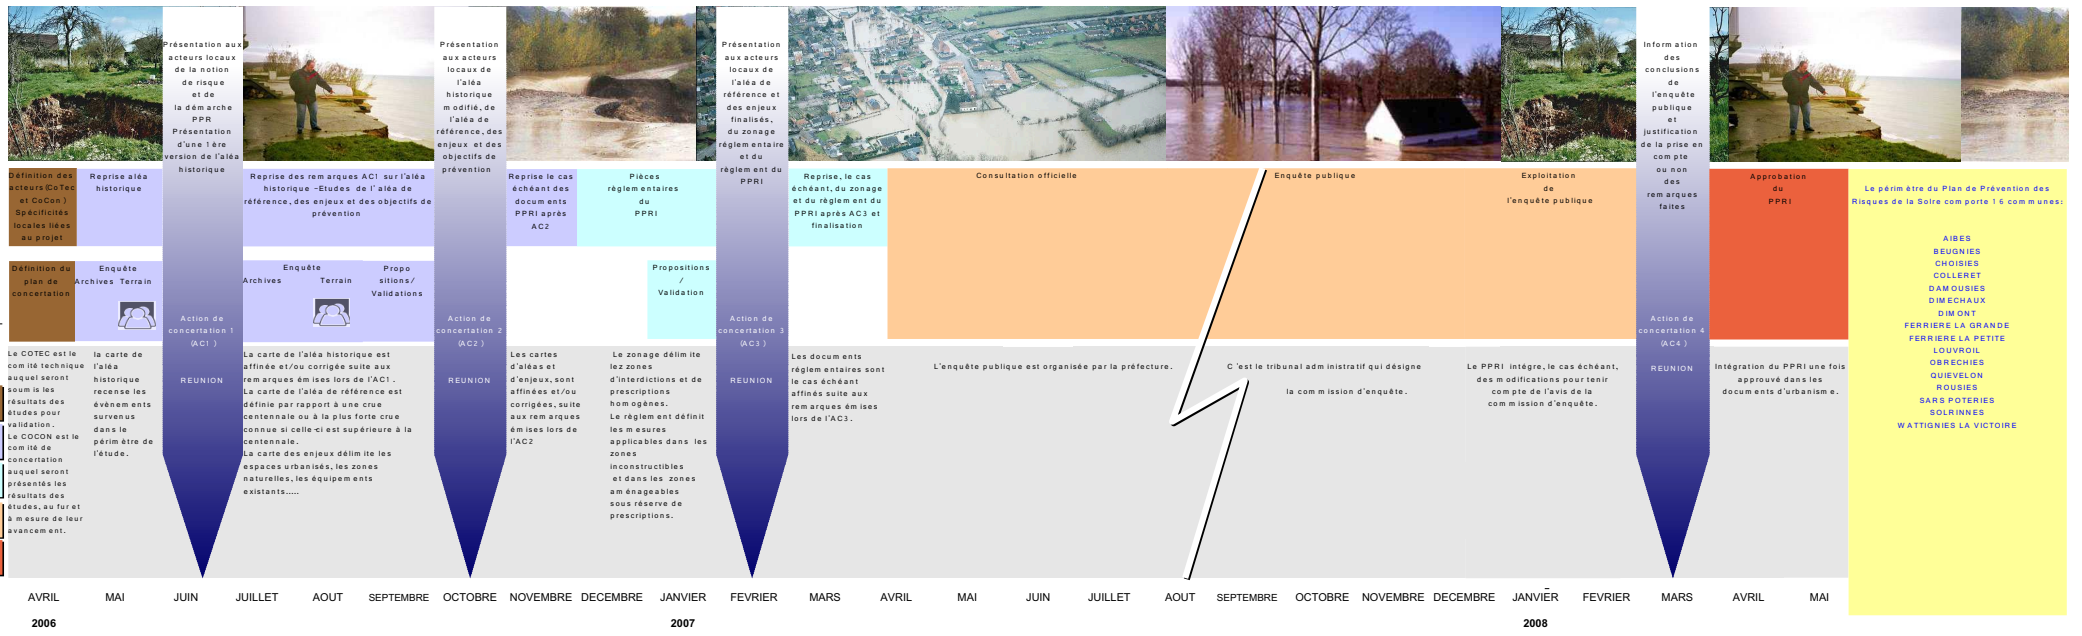 Présentation aux
acteurs locaux
de la notion
de risque
et de
la démarche
PPR
Présentation
d'une 1ère
version de l'aléa
historique
Présentation
aux acteurs
locaux de
l'aléa
historique
modifié, de
l'aléa de
référence, des
enjeux et des
objectifs de
prévention
Présentation
aux acteurs
locaux de
l'aléa de
référence et
des enjeux
finalisés,
du zonage
réglementaire
et du
règlement du
PPRI
Information
des
conclusions
de
l'enquête
publique
et
justification
de la prise en
compte
ou non
des
remarques
faites
Définition des
acteurs (CoTec
et CoCon)
Spécificités
locales liées
au projet
Reprise aléa
historique
Reprise des remarques AC1 sur l'aléa
historique -Etudes de l'aléa de
référence, des enjeux et des objectifs de
prévention
Reprise le cas
échéant des
documents
PPRI après
AC2
Pièces
règlementaires
du
PPRI
Reprise, le cas
échéant, du zonage
et du règlement du
PPRI après AC3 et
finalisation
Consultation officielle
Enquête publique
Exploitation
de
l'enquête publique
Approbation
du
PPRI
Le périmètre du Plan de Prévention des
Risques de la Solre comporte 16 communes:
AIBES
BEUGNIES
CHOISIES
COLLERET
DAMOUSIES
DIMECHAUX
DIMONT
FERRIERE LA GRANDE
FERRIERE LA PETITE
LOUVROIL
OBRECHIES
QUIEVELON
ROUSIES
SARS POTERIES
SOLRINNES
WATTIGNIES LA VICTOIRE
Définition du
plan de
concertation
Enquête
Archives Terrain
Enquête
Archives Terrain
Propo
sitions/
Validations
Propositions
/
Validation
Action de
concertation 1
(AC1)
REUNION
Action de
concertation 2
(AC2)
REUNION
Action de
concertation 3
(AC3)
REUNION
Action de
concertation 4
(AC4)
REUNION
Le COTEC est le
comité technique
auquel seront
soumis les
résultats des
études pour
validation.
Le COCON est le
comité de
concertation
auquel seront
présentés les
résultats des
études, au fur et
à mesure de leur
avancement.
la carte de
l'aléa
historique
recense les
évènements
survenus
dans le
périmètre de
l'étude.
La carte de l'aléa historique est
affinée et/ou corrigée suite aux
remarques émises lors de l'AC1.
La carte de l'aléa de référence est
définie par rapport à une crue
centennale ou à la plus forte crue
connue si celle-ci est supérieure à la
centennale.
La carte des enjeux délimite les
espaces urbanisés, les zones
naturelles, les équipements
existants.....
Les cartes
d'aléas et
d'enjeux, sont
affinées et/ou
corrigées, suite
aux remarques
émises lors de
l'AC2
Le zonage délimite
lez zones
d'interdictions et de
prescriptions
homogènes.
Le règlement définit
les mesures
applicables dans les
zones
inconstructibles
et dans les zones
aménageables
sous réserve de
prescriptions.
Les documents
réglementaires sont
le cas échéant
affinés suite aux
remarques émises
lors de l'AC3.
L'enquête publique est organisée par la préfecture.
C'est le tribunal administratif qui désigne
la commission d'enquête.
Le PPRI intégre, le cas échéant,
des modifications pour tenir
compte de l'avis de la
commission d'enquête.
Intégration du PPRI une fois
approuvé dans les
documents d'urbanisme.
AVRIL MAI JUIN JUILLET AOUT SEPTEMBRE OCTOBRE NOVEMBRE DECEMBRE JANVIER FEVRIER MARS AVRIL MAI JUIN JUILLET AOUT SEPTEMBRE OCTOBRE NOVEMBRE DECEMBRE JANVIER FEVRIER MARS AVRIL MAI
2006 2007 2008